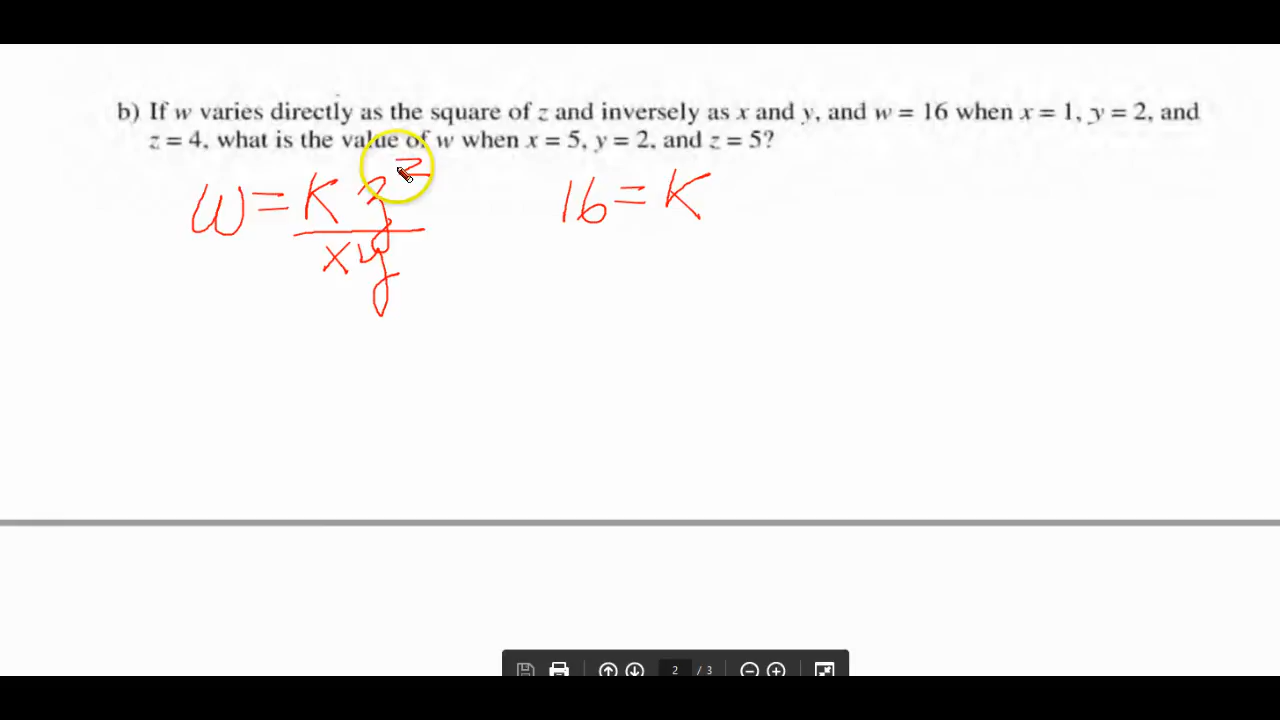 b) If w varies directly as the square of z and inversely as x and y, and w = 16 when x = 1, y = 2, and
z = 4, what is the value of w when x = 5, y = 2, and z = 5?
w = K z² 16 = K
xy
2 / 3